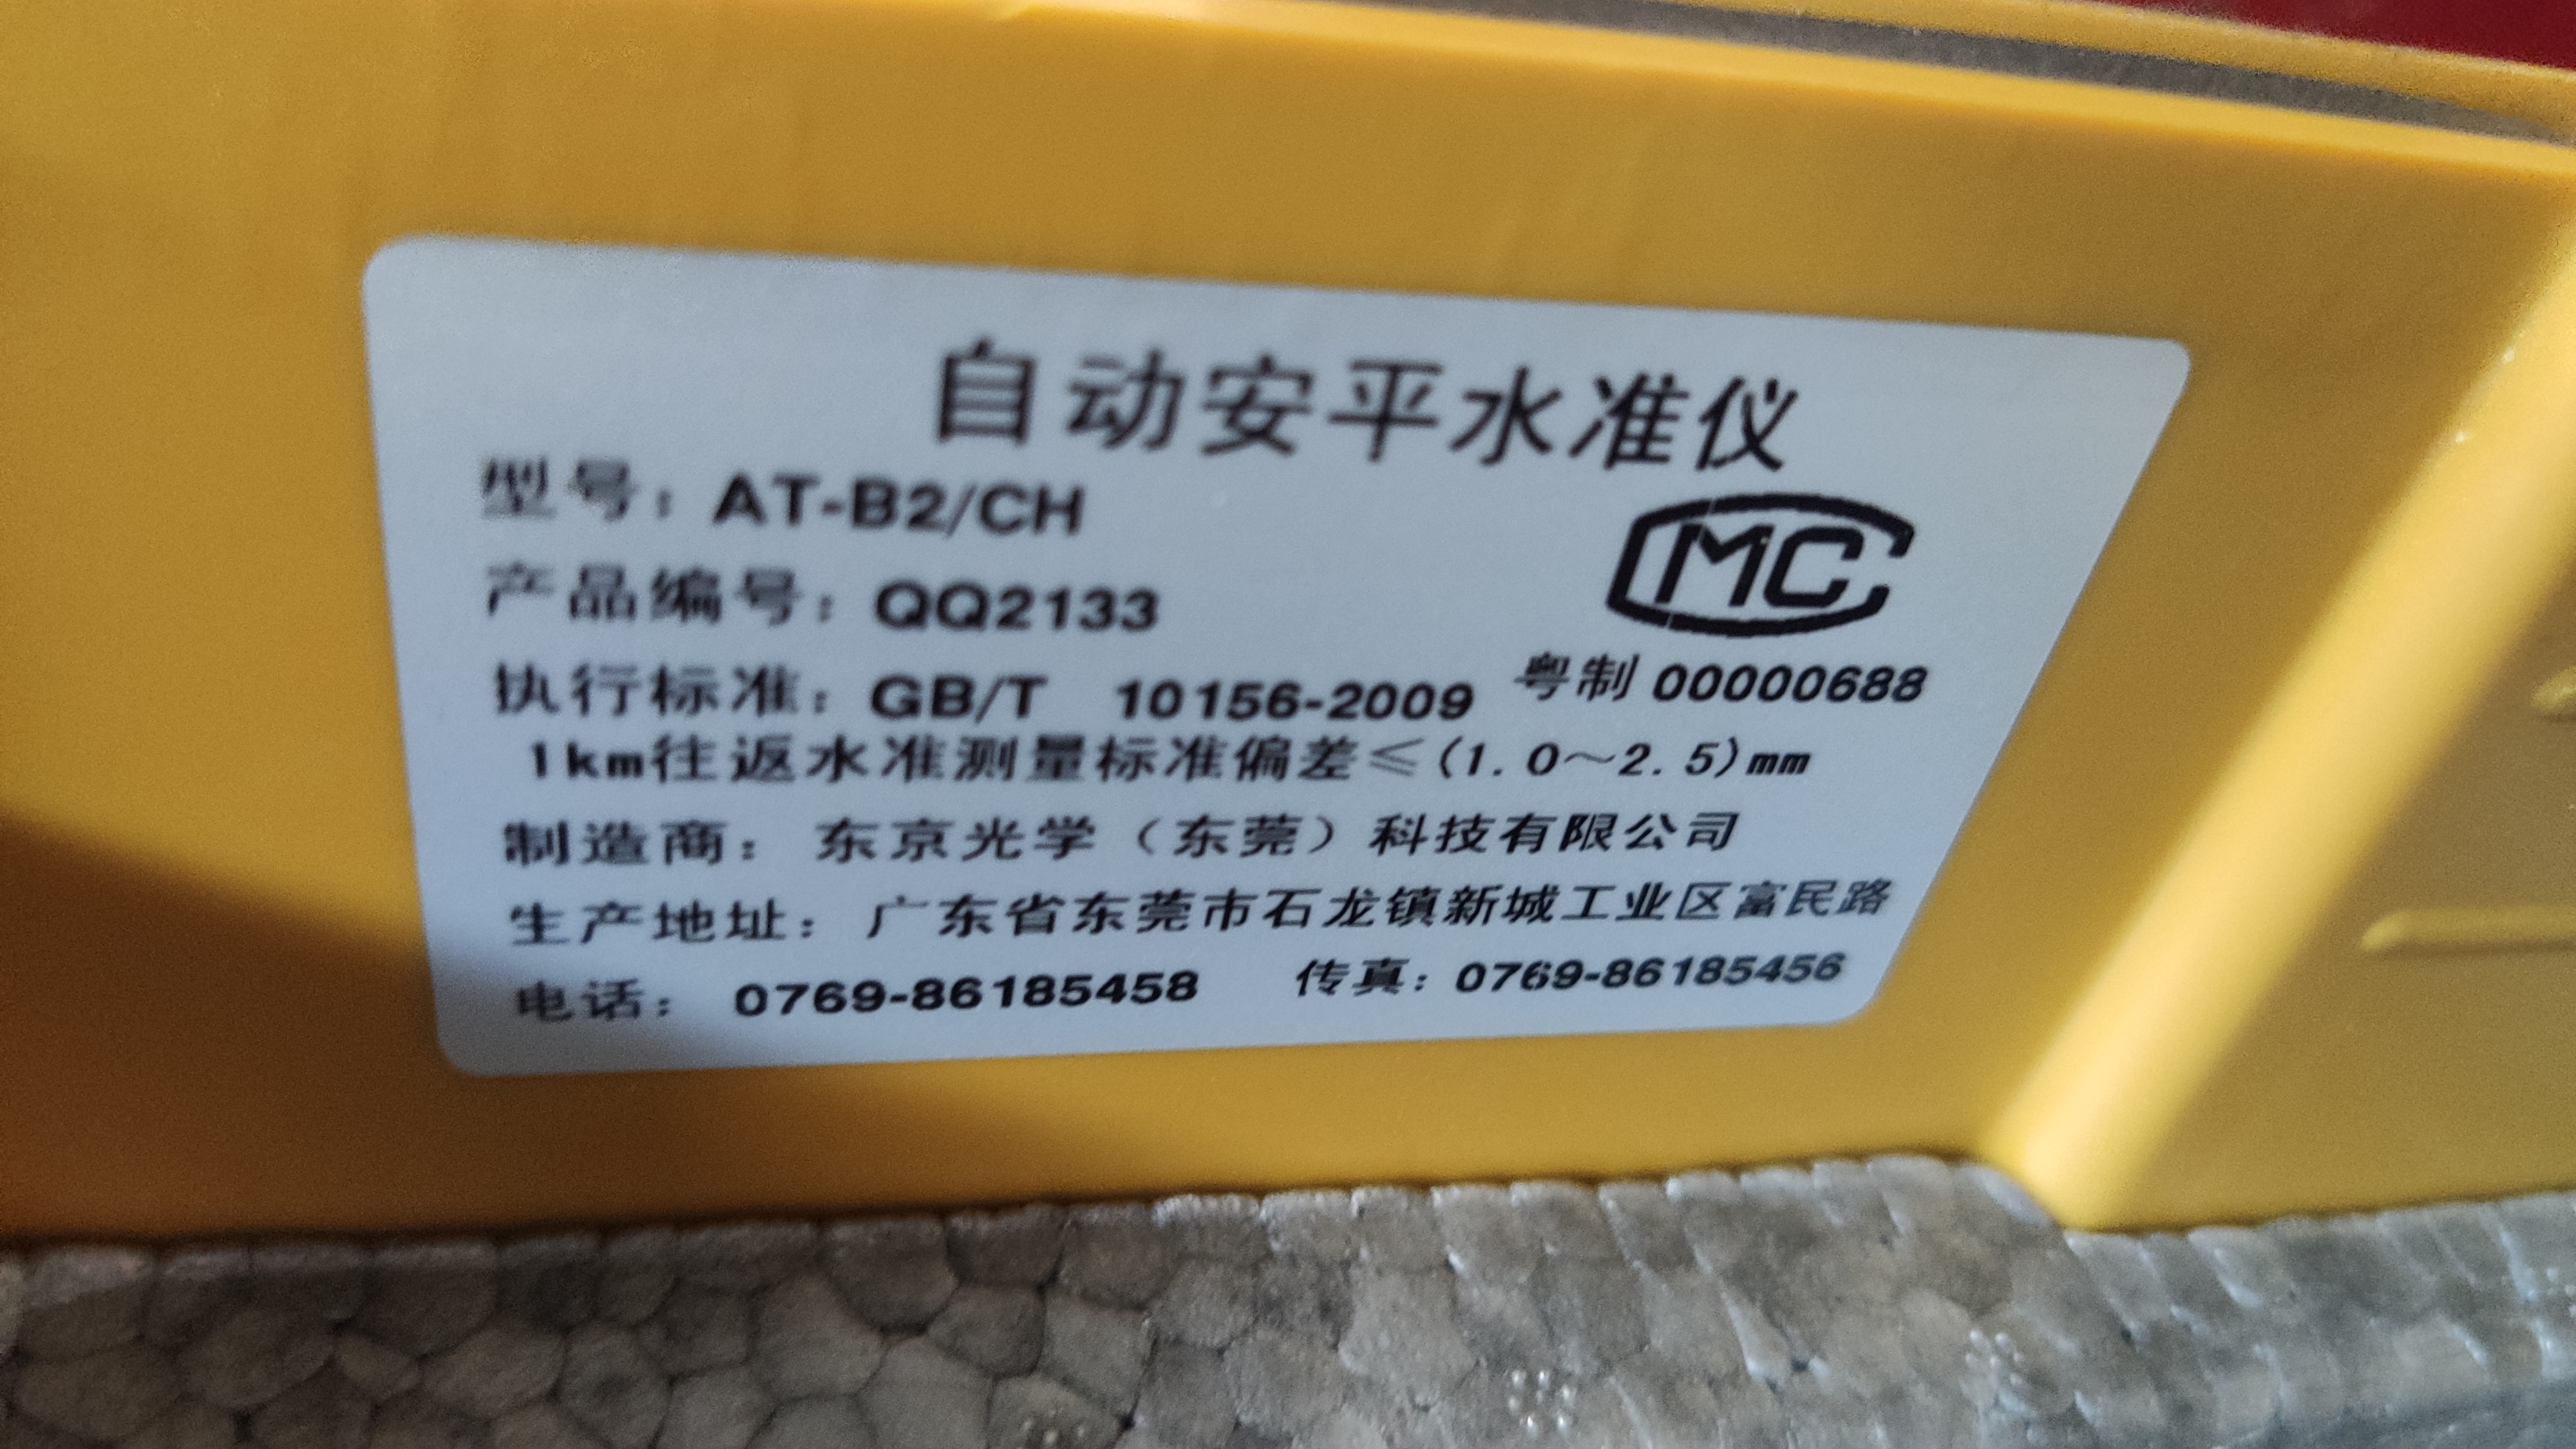 自动安平水准仪
型号：AT-B2/CH
MC
产品编号：QQ2133
粤制 00000688
执行标准：GB/T 10156-2009
1km往返水准测量标准偏差≤(1.0～2.5)mm
制造商：东京光学（东莞）科技有限公司
生产地址：广东省东莞市石龙镇新城工业区富民路
电话：0769-86185458 传真：0769-86185456